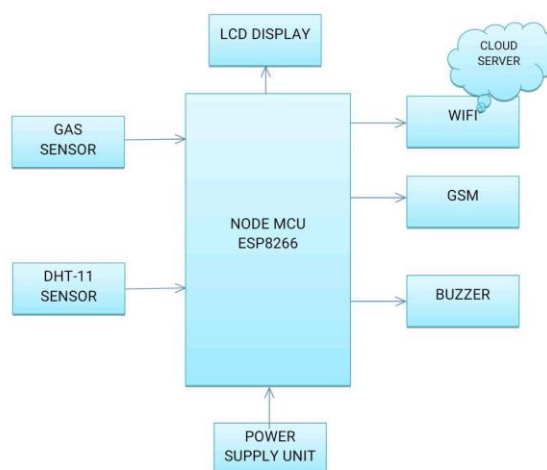 LCD DISPLAY
CLOUD
SERVER
WIFI
GAS
SENSOR
GSM
NODE MCU
ESP8266
DHT-11
SENSOR
BUZZER
POWER
SUPPLY UNIT